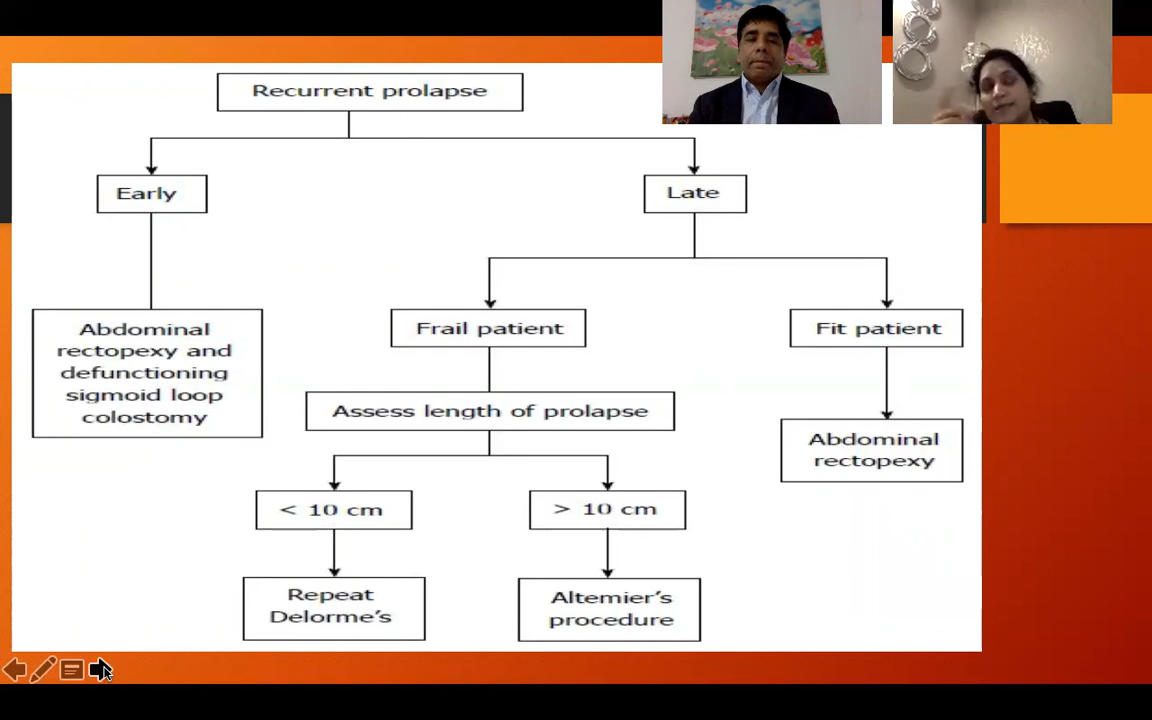 Recurrent prolapse
Early
Late
Abdominal
rectopexy and
defunctioning
sigmoid loop
colostomy
Frail patient
Fit patient
Assess length of prolapse
Abdominal
rectopexy
< 10 cm
> 10 cm
Repeat
Delorme's
Altemier's
procedure